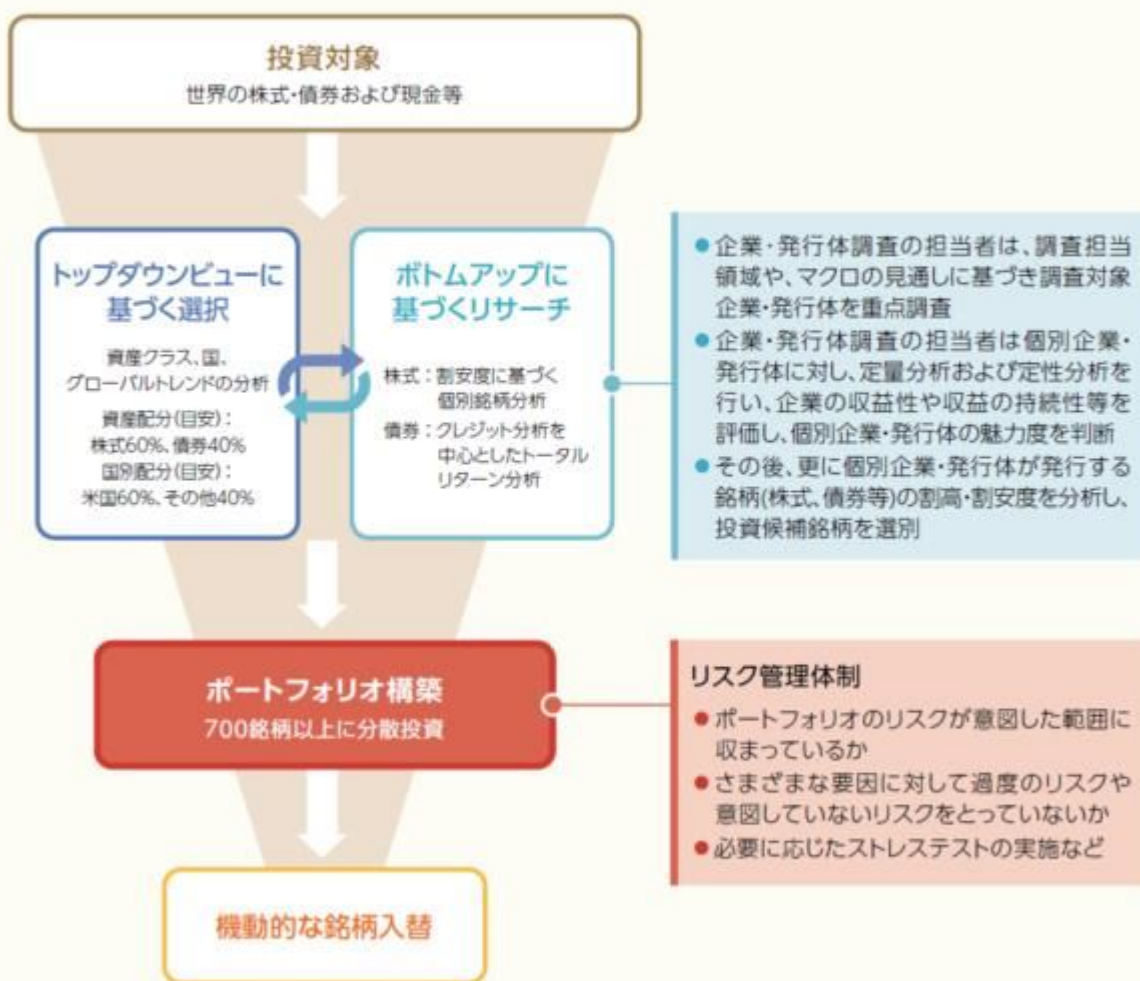 投資対象
世界の株式・債券および現金等
トップダウンビューに
基づく選択
資産クラス、国、
グローバルトレンドの分析
資産配分(目安)：
株式60%、債券40%
国別配分(目安)：
米国60%、その他40%
ボトムアップに
基づくリサーチ
株式：割安度に基づく
個別銘柄分析
債券：クレジット分析を
中心としたトータル
リターン分析
●企業・発行体調査の担当者は、調査担当
領域や、マクロの見通しに基づき調査対象
企業・発行体を重点調査
●企業・発行体調査の担当者は個別企業・
発行体に対し、定量分析および定性分析を
行い、企業の収益性や収益の持続性等を
評価し、個別企業・発行体の魅力度を判断
●その後、更に個別企業・発行体が発行する
銘柄(株式、債券等)の割高・割安度を分析し、
投資候補銘柄を選別
ポートフォリオ構築
700銘柄以上に分散投資
リスク管理体制
●ポートフォリオのリスクが意図した範囲に
収まっているか
●さまざまな要因に対して過度のリスクや
意図していないリスクをとっていないか
●必要に応じたストレステストの実施など
機動的な銘柄入替